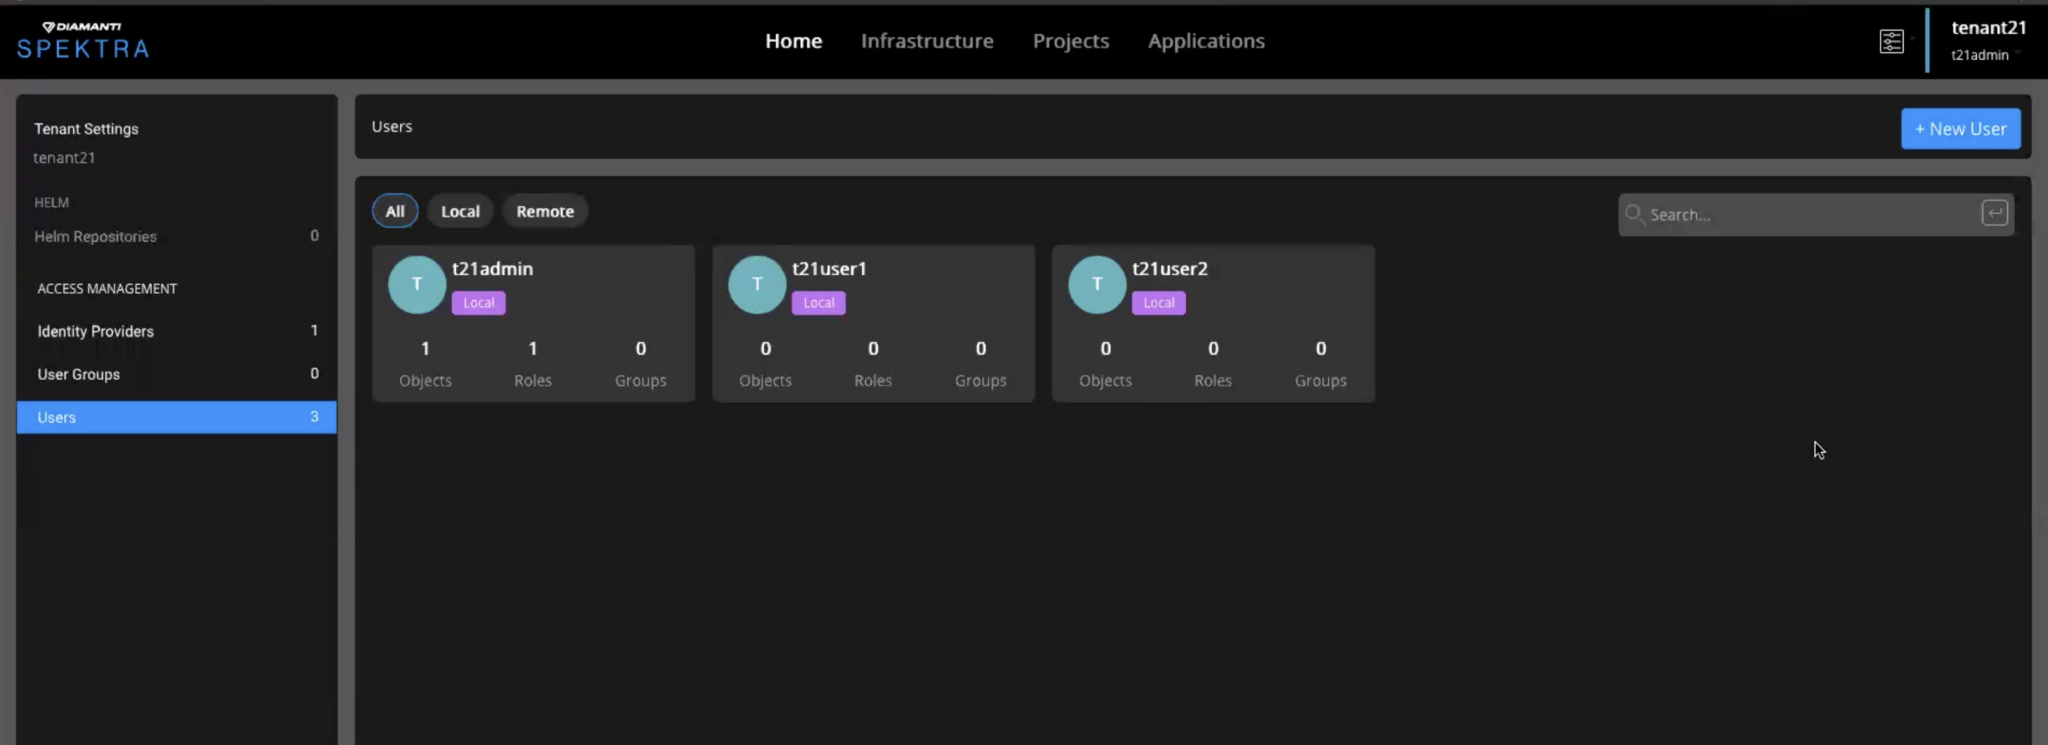 DIAMANTI
SPEKTRA
Home Infrastructure Projects Applications
tenant21
t21admin
Tenant Settings
tenant21
HELM
Helm Repositories 0
ACCESS MANAGEMENT
Identity Providers 1
User Groups 0
Users 3
Users
+ New User
All Local Remote
Search...
T t21admin
Local
1 1 0
Objects Roles Groups
T t21user1
Local
0 0 0
Objects Roles Groups
T t21user2
Local
0 0 0
Objects Roles Groups